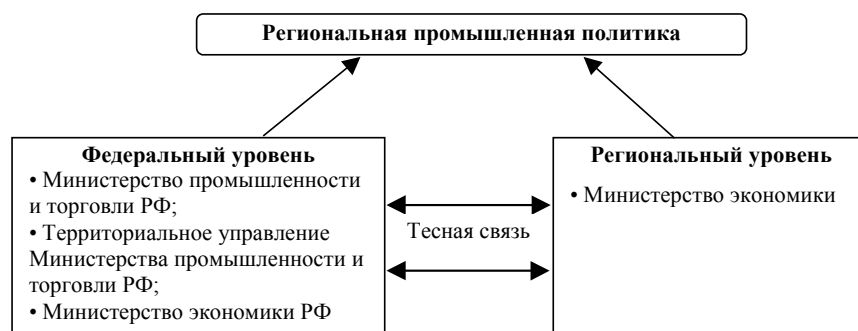 Региональная промышленная политика
Федеральный уровень
• Министерство промышленности
и торговли РФ;
• Территориальное управление
Министерства промышленности и
торговли РФ;
• Министерство экономики РФ
Тесная связь
Региональный уровень
• Министерство экономики